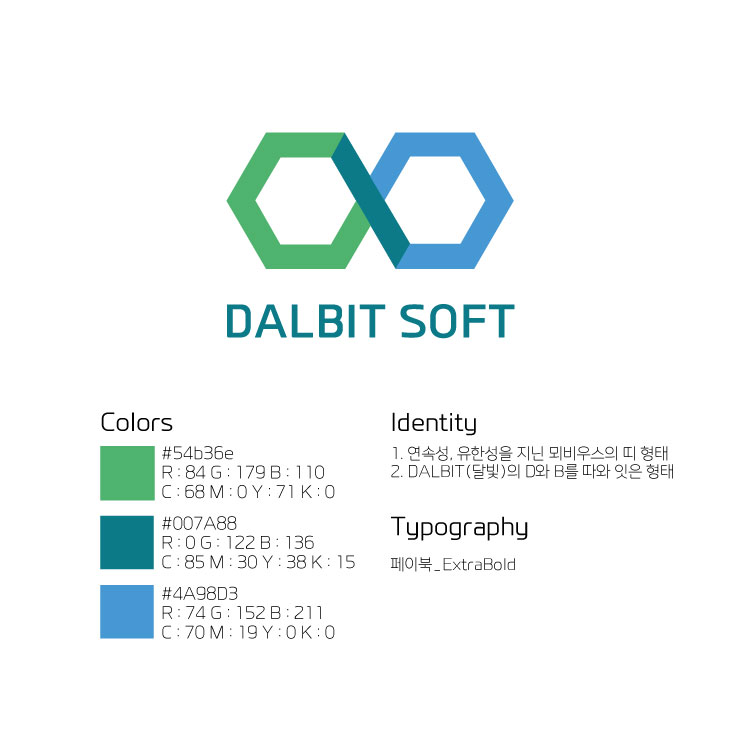 DALBIT SOFT
Colors
#54b36e
R : 84 G : 179 B : 110
C : 68 M : 0 Y : 71 K : 0
#007A88
R : 0 G : 122 B : 136
C : 85 M : 30 Y : 38 K : 15
#4A98D3
R : 74 G : 152 B : 211
C : 70 M : 19 Y : 0 K : 0
Identity
1. 연속성, 유한성을 지닌 뫼비우스의 띠 형태
2. DALBIT(달빛)의 D와 B를 따와 잇은 형태
Typography
페이북_ExtraBold